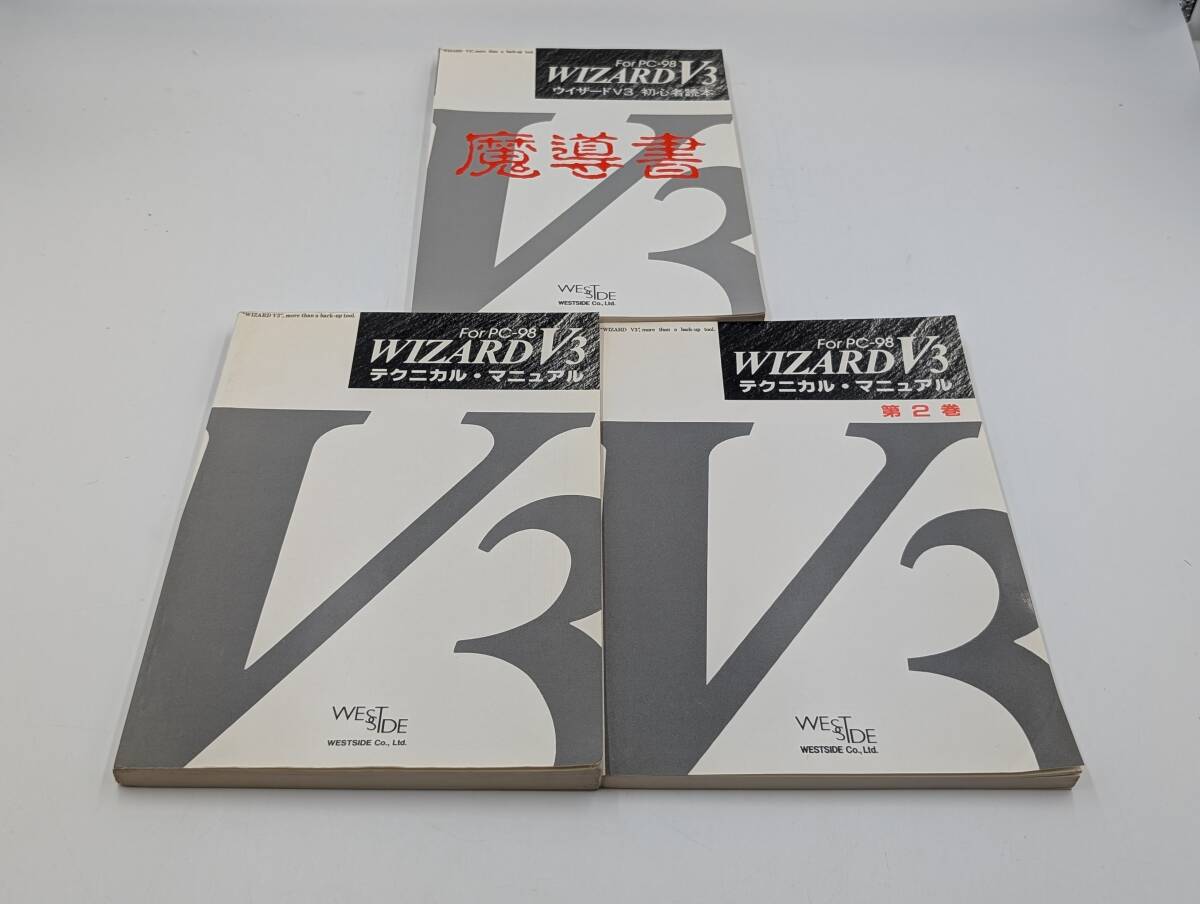 "WIZARD V3", more than a back-up tool.
For PC-98
WIZARD V3
ウイザードV3 初心者読本
魔導書
V3
WESTSIDE
WESTSIDE Co., Ltd.
"WIZARD V3", more than a back-up tool.
For PC-98
WIZARD V3
テクニカル・マニュアル
V3
WESTSIDE
WESTSIDE Co., Ltd.
"WIZARD V3", more than a back-up tool.
For PC-98
WIZARD V3
テクニカル・マニュアル
第2巻
V3
WESTSIDE
WESTSIDE Co., Ltd.